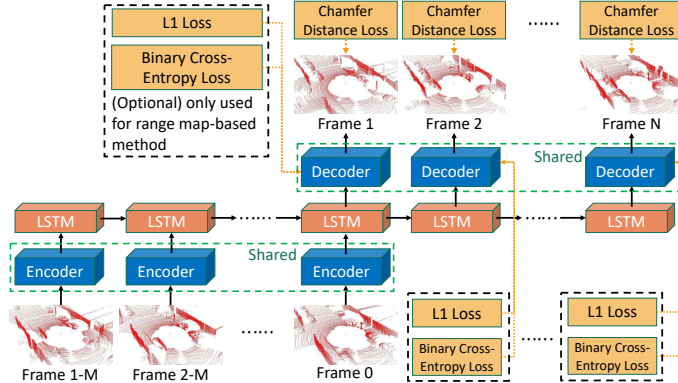 L1 Loss
Binary Cross-
Entropy Loss
(Optional) only used
for range map-based
method
Chamfer
Distance Loss
Chamfer
Distance Loss
......
Chamfer
Distance Loss
Frame 1
Frame 2
Frame N
Shared
Decoder
Decoder
Decoder
LSTM
LSTM
......
LSTM
LSTM
......
LSTM
Shared
Encoder
Encoder
Encoder
......
Frame 1-M
Frame 2-M
Frame 0
L1 Loss
Binary Cross-
Entropy Loss
......
L1 Loss
Binary Cross-
Entropy Loss